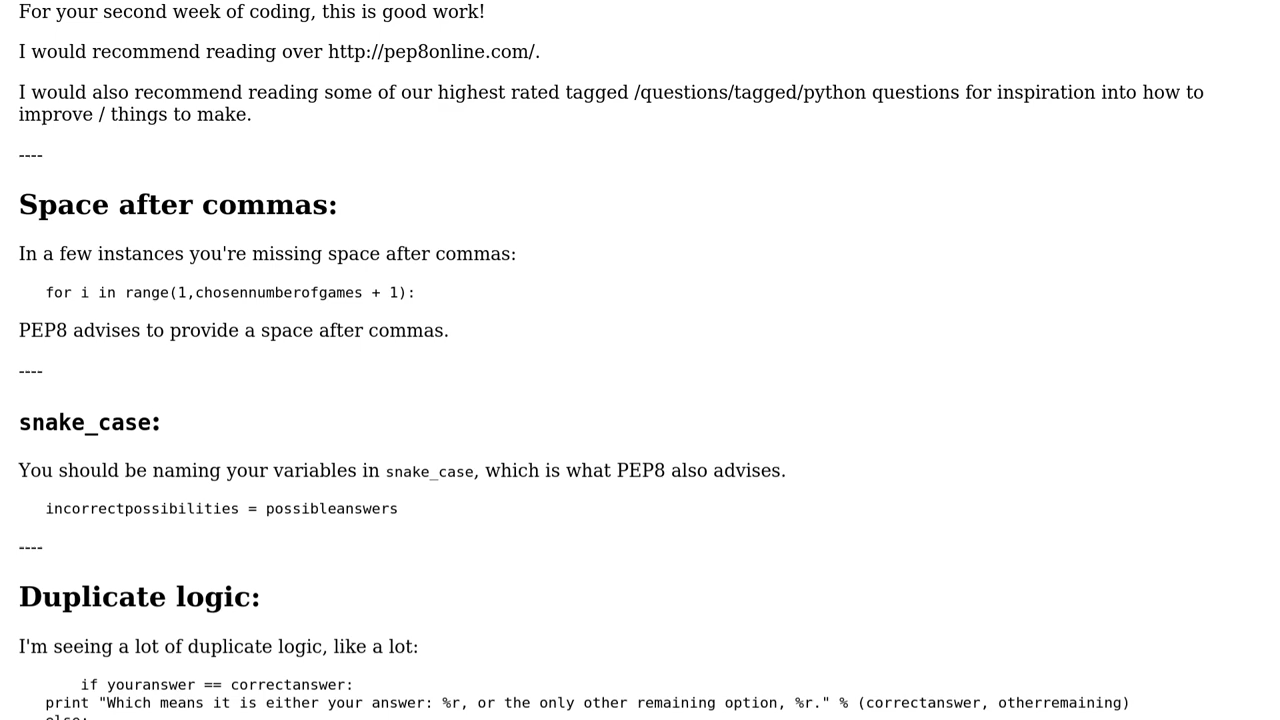 For your second week of coding, this is good work!
I would recommend reading over http://pep8online.com/.
I would also recommend reading some of our highest rated tagged /questions/tagged/python questions for inspiration into how to
improve / things to make.
----
Space after commas:
In a few instances you're missing space after commas:
for i in range(1,chosennumberofgames + 1):
PEP8 advises to provide a space after commas.
----
snake_case:
You should be naming your variables in snake_case, which is what PEP8 also advises.
incorrectpossibilities = possibleanswers
----
Duplicate logic:
I'm seeing a lot of duplicate logic, like a lot:
if youranswer == correctanswer:
print "Which means it is either your answer: %r, or the only other remaining option, %r." % (correctanswer, otherremaining)
else: